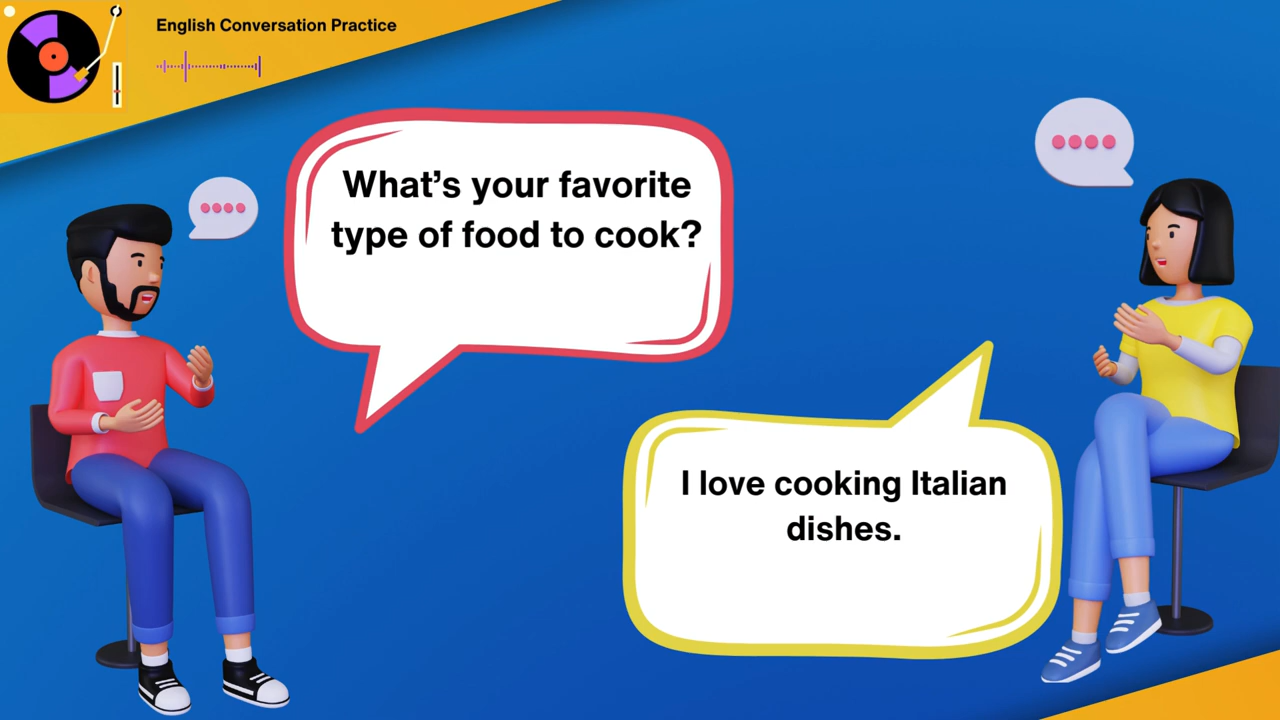 English Conversation Practice
What’s your favorite
type of food to cook?
I love cooking Italian
dishes.